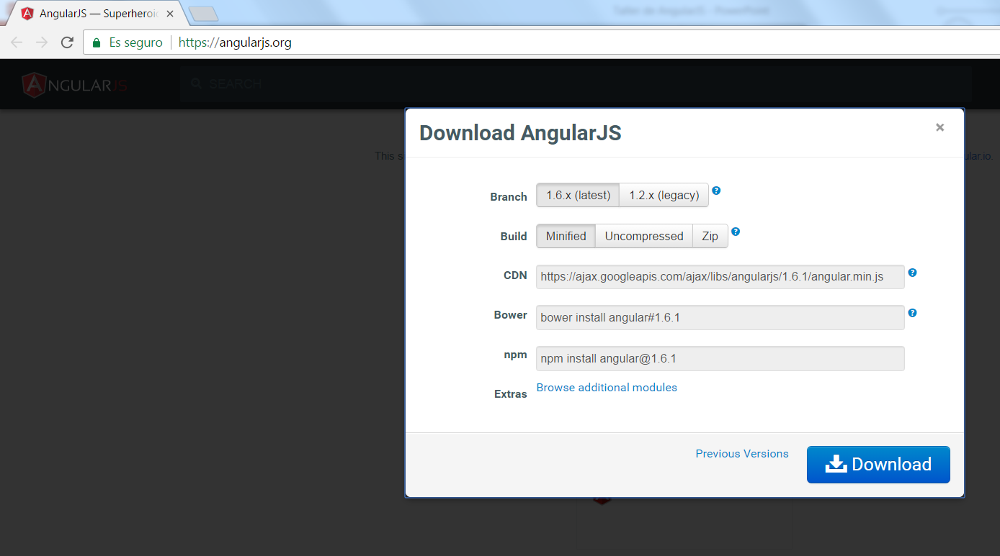 AngularJS — Superheroic
Taller de AngularJS - PowerPoint
Es seguro
https://angularjs.org
ANGULARJS
SEARCH
Download AngularJS
×
This s
ular.io.
Branch
1.6.x (latest)
1.2.x (legacy)
?
Build
Minified
Uncompressed
Zip
?
CDN
https://ajax.googleapis.com/ajax/libs/angularjs/1.6.1/angular.min.js
?
Bower
bower install angular#1.6.1
?
npm
npm install angular@1.6.1
Extras
Browse additional modules
Previous Versions
Download